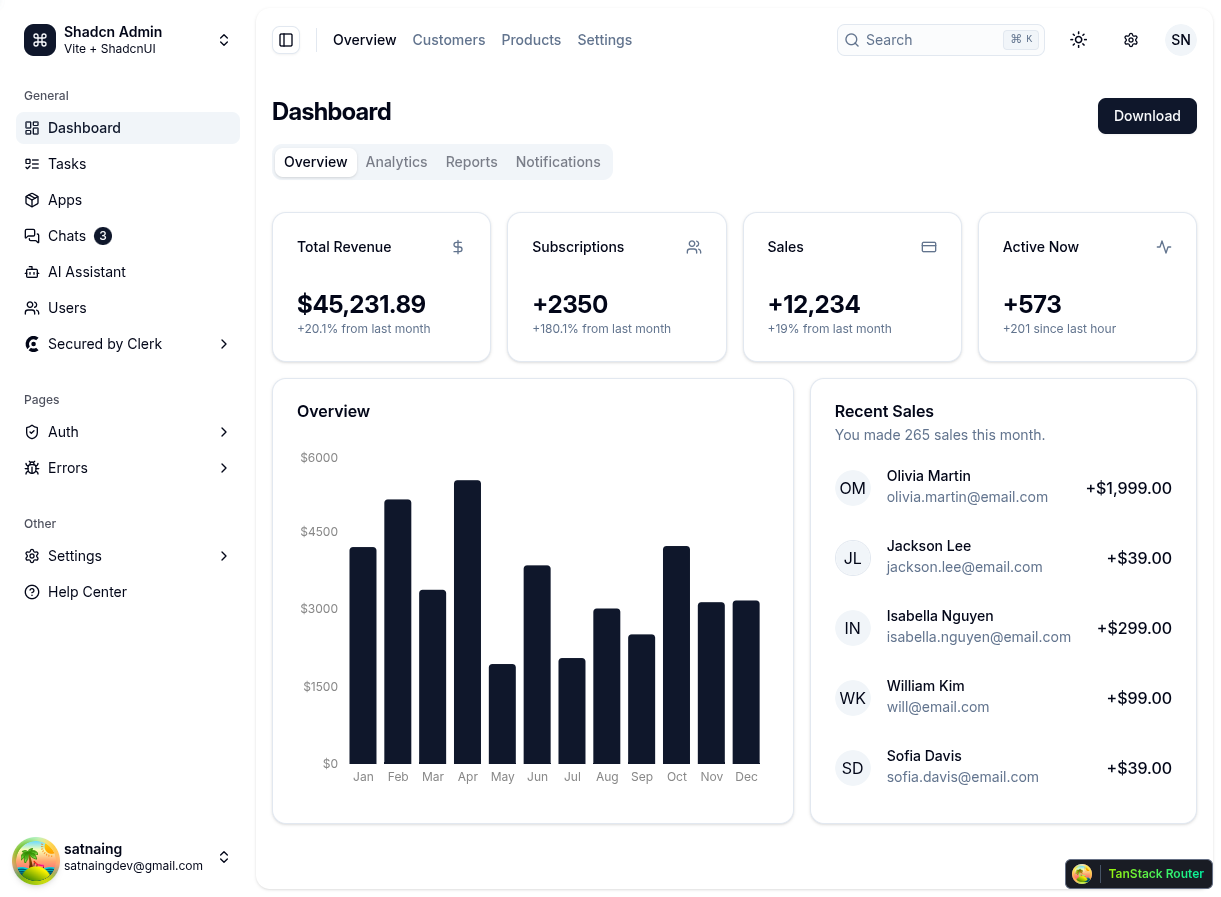 Shadcn Admin
Vite + ShadcnUI
General
Dashboard
Tasks
Apps
Chats 3
AI Assistant
Users
Secured by Clerk
Pages
Auth
Errors
Other
Settings
Help Center
satnaing
satnaingdev@gmail.com
Overview Customers Products Settings
Search ⌘ K
SN
Dashboard
Download
Overview Analytics Reports Notifications
Total Revenue
$45,231.89
+20.1% from last month
Subscriptions
+2350
+180.1% from last month
Sales
+12,234
+19% from last month
Active Now
+573
+201 since last hour
Overview
$6000
$4500
$3000
$1500
$0
Jan Feb Mar Apr May Jun Jul Aug Sep Oct Nov Dec
Recent Sales
You made 265 sales this month.
OM
Olivia Martin
olivia.martin@email.com
+$1,999.00
JL
Jackson Lee
jackson.lee@email.com
+$39.00
IN
Isabella Nguyen
isabella.nguyen@email.com
+$299.00
WK
William Kim
will@email.com
+$99.00
SD
Sofia Davis
sofia.davis@email.com
+$39.00
TanStack Router